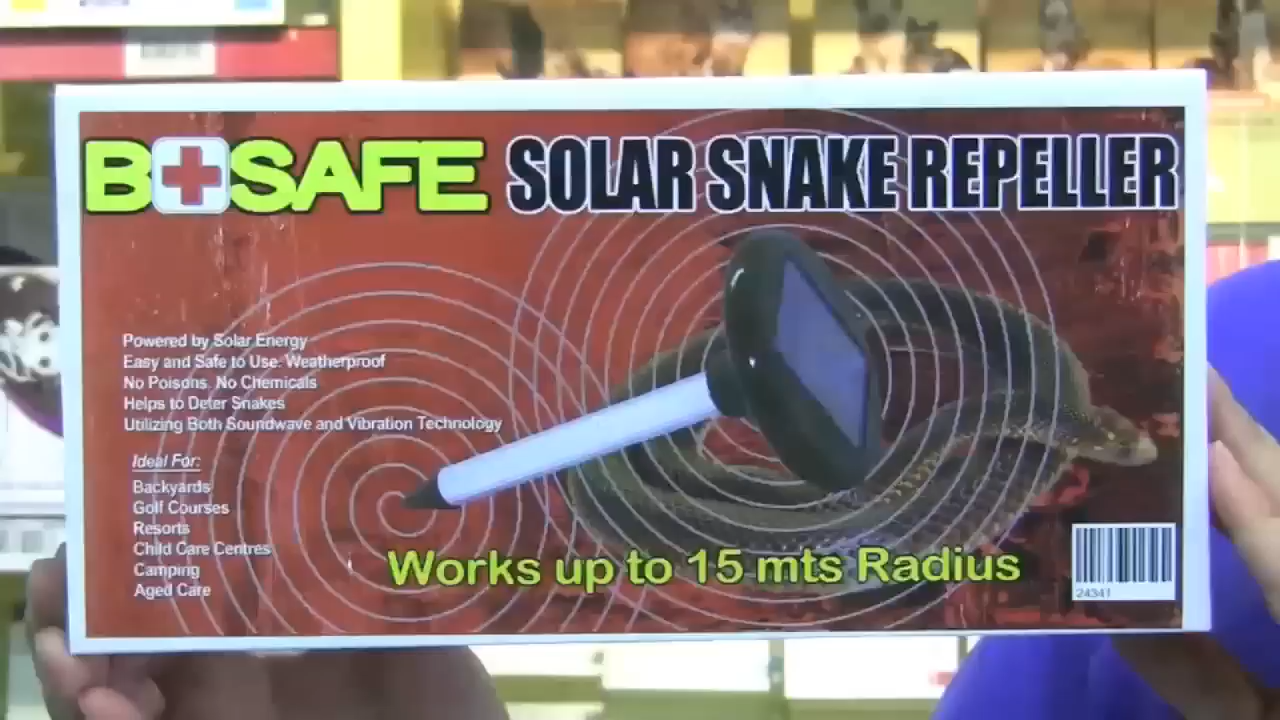 B SAFE SOLAR SNAKE REPELLER
Powered by Solar Energy
Easy and Safe to Use. Weatherproof
No Poisons. No Chemicals
Helps to Deter Snakes
Utilizing Both Soundwave and Vibration Technology
Ideal For:
Backyards
Golf Courses
Resorts
Child Care Centres
Camping
Aged Care
Works up to 15 mts Radius
24341